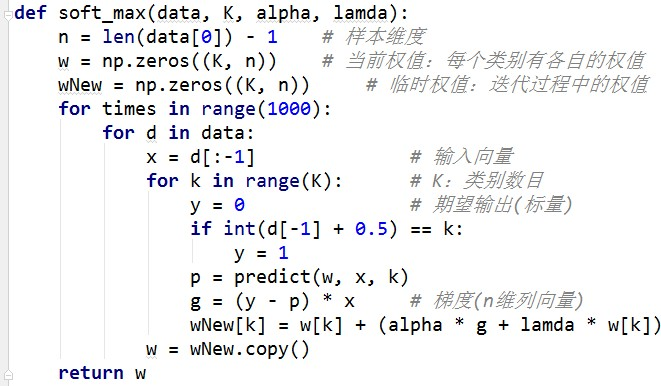 def soft_max(data, K, alpha, lamda):
    n = len(data[0]) - 1    # 样本维度
    w = np.zeros((K, n))    # 当前权值：每个类别有各自的权值
    wNew = np.zeros((K, n))    # 临时权值：迭代过程中的权值
    for times in range(1000):
        for d in data:
            x = d[:-1]    # 输入向量
            for k in range(K):    # K：类别数目
                y = 0    # 期望输出(标量)
                if int(d[-1] + 0.5) == k:
                    y = 1
                p = predict(w, x, k)
                g = (y - p) * x    # 梯度(n维列向量)
                wNew[k] = w[k] + (alpha * g + lamda * w[k])
            w = wNew.copy()
    return w